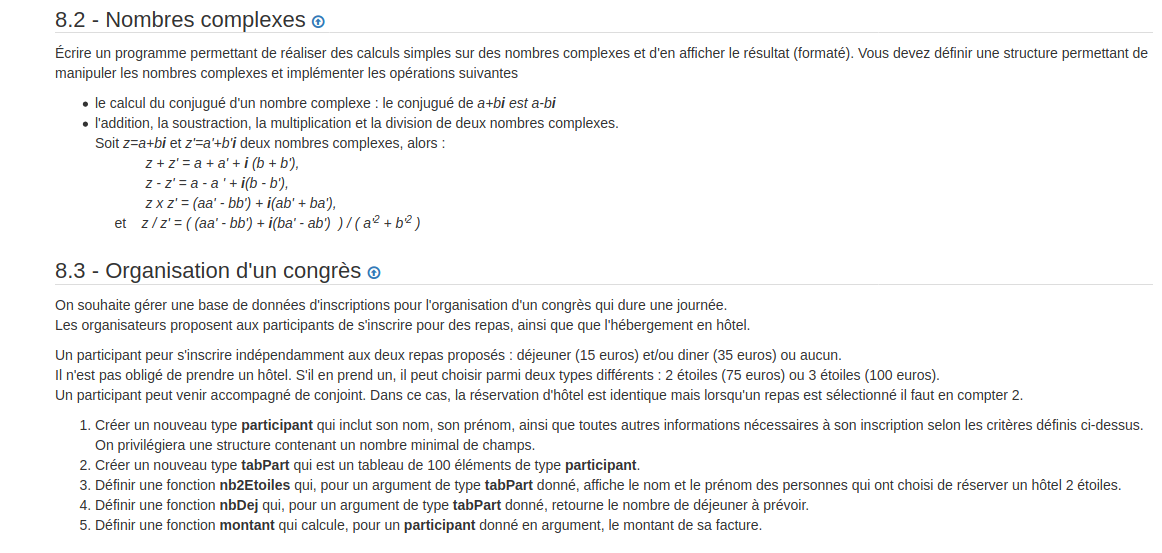 8.2 - Nombres complexes
Écrire un programme permettant de réaliser des calculs simples sur des nombres complexes et d'en afficher le résultat (formaté). Vous devez définir une structure permettant de
manipuler les nombres complexes et implémenter les opérations suivantes
• le calcul du conjugué d'un nombre complexe : le conjugué de a+bi est a-bi
• l'addition, la soustraction, la multiplication et la division de deux nombres complexes.
Soit z=a+bi et z'=a'+b'i deux nombres complexes, alors :
z + z' = a + a' + i (b + b'),
z - z' = a - a ' + i(b - b'),
z x z' = (aa' - bb') + i(ab' + ba'),
et z / z' = ( (aa' - bb') + i(ba' - ab') ) / ( a'² + b'² )
8.3 - Organisation d'un congrès
On souhaite gérer une base de données d'inscriptions pour l'organisation d'un congrès qui dure une journée.
Les organisateurs proposent aux participants de s'inscrire pour des repas, ainsi que que l'hébergement en hôtel.
Un participant peur s'inscrire indépendamment aux deux repas proposés : déjeuner (15 euros) et/ou diner (35 euros) ou aucun.
Il n'est pas obligé de prendre un hôtel. S'il en prend un, il peut choisir parmi deux types différents : 2 étoiles (75 euros) ou 3 étoiles (100 euros).
Un participant peut venir accompagné de conjoint. Dans ce cas, la réservation d'hôtel est identique mais lorsqu'un repas est sélectionné il faut en compter 2.
1. Créer un nouveau type participant qui inclut son nom, son prénom, ainsi que toutes autres informations nécessaires à son inscription selon les critères définis ci-dessus.
On privilégiera une structure contenant un nombre minimal de champs.
2. Créer un nouveau type tabPart qui est un tableau de 100 éléments de type participant.
3. Définir une fonction nb2Etoiles qui, pour un argument de type tabPart donné, affiche le nom et le prénom des personnes qui ont choisi de réserver un hôtel 2 étoiles.
4. Définir une fonction nbDej qui, pour un argument de type tabPart donné, retourne le nombre de déjeuner à prévoir.
5. Définir une fonction montant qui calcule, pour un participant donné en argument, le montant de sa facture.